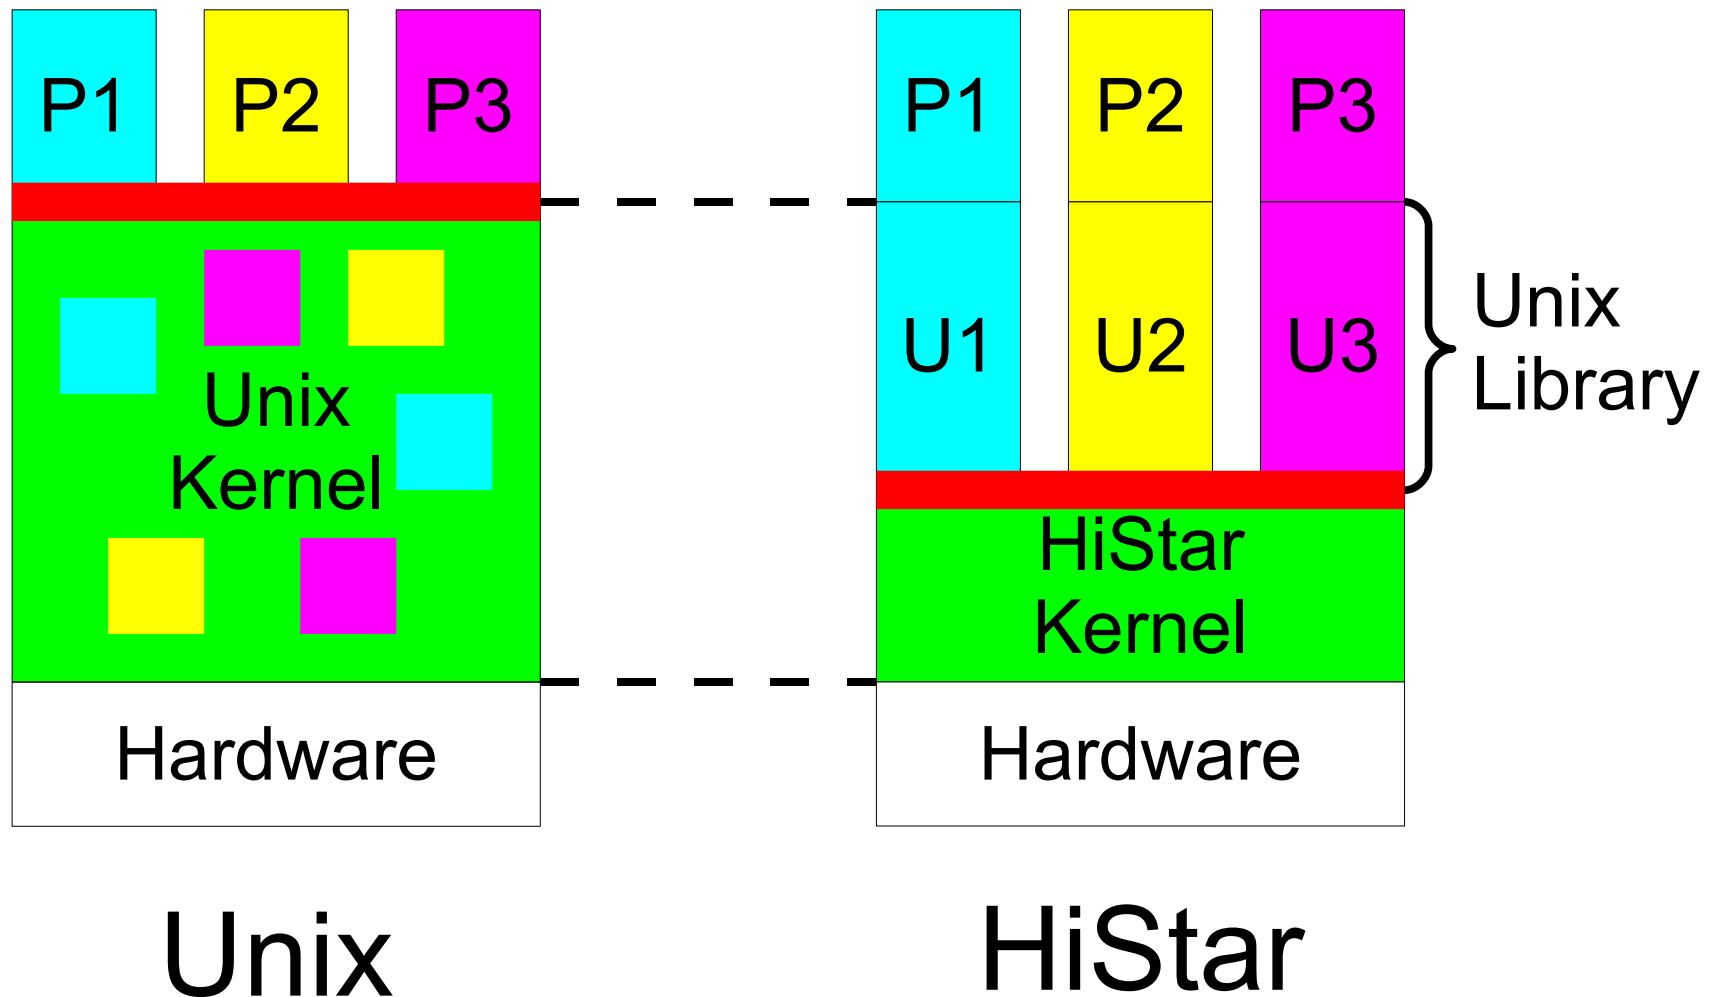 P1
P2
P3
Unix
Kernel
Hardware
Unix
P1
P2
P3
U1
U2
U3
Unix
Library
HiStar
Kernel
Hardware
HiStar